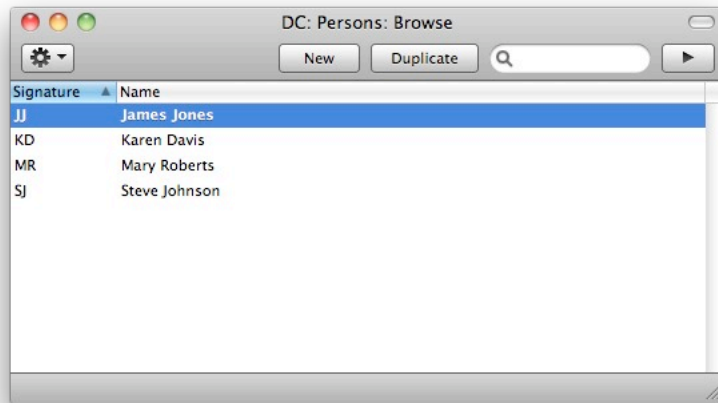 DC: Persons: Browse
New Duplicate
Signature Name
JJ James Jones
KD Karen Davis
MR Mary Roberts
SJ Steve Johnson